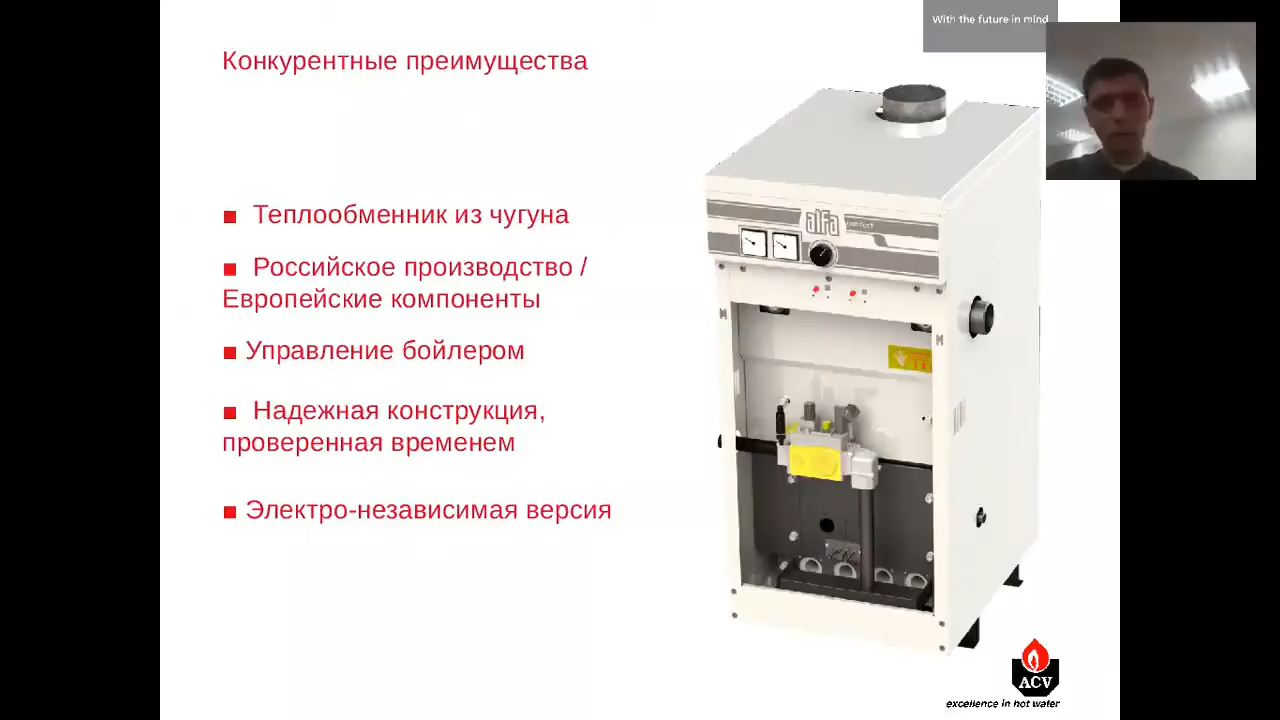 With the future in mind
Конкурентные преимущества
■ Теплообменник из чугуна
■ Российское производство /
Европейские компоненты
■ Управление бойлером
■ Надежная конструкция,
проверенная временем
■ Электро-независимая версия
alfa
ACV
excellence in hot water